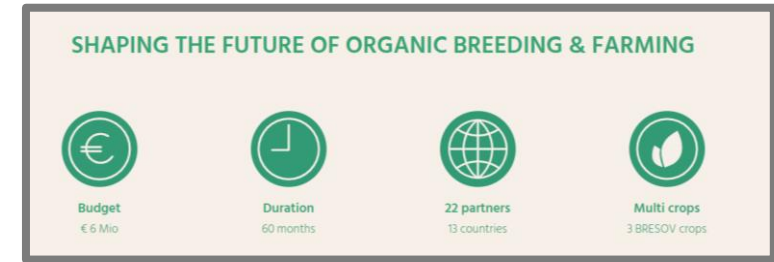 SHAPING THE FUTURE OF ORGANIC BREEDING & FARMING
Budget
€ 6 Mio
Duration
60 months
22 partners
13 countries
Multi crops
3 BRESOV crops